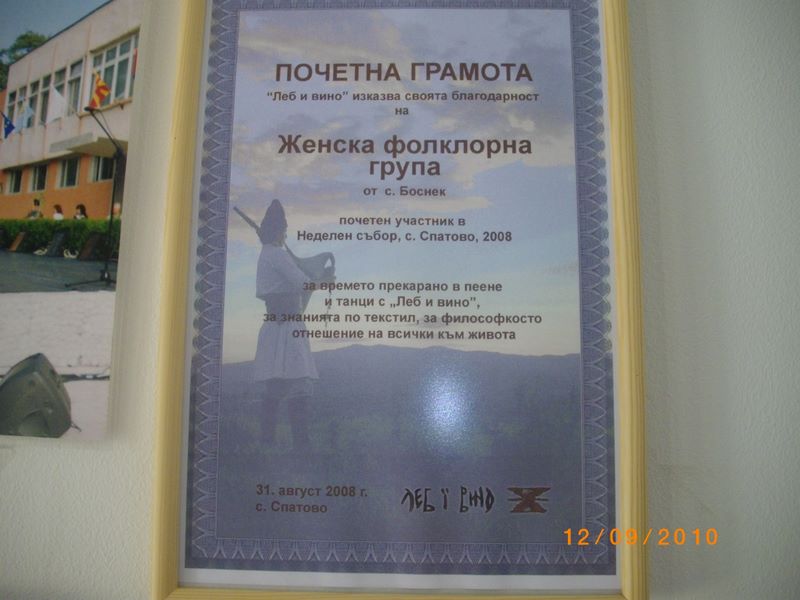 ПОЧЕТНА ГРАМОТА
“Леб и вино” изказва своята благодарност
на
Женска фолклорна
група
от с. Боснек
почетен участник в
Неделен събор, с. Спатово, 2008
за времето прекарано в пеене
и танци с „Леб и вино”,
за знанията по текстил, за философкосто
отнешение на всички към живота
31. август 2008 г.
с. Спатово
ЛЕБ И ВИНО
12/09/2010